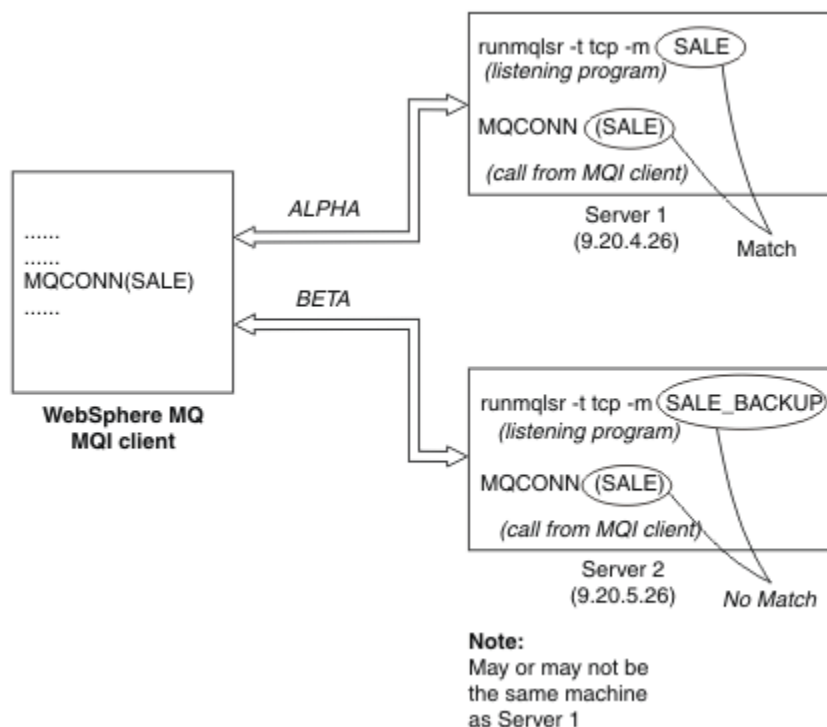 runmqlsr -t tcp -m SALE
(listening program)
MQCONN (SALE)
(call from MQI client)
Server 1
(9.20.4.26)
Match
ALPHA
......
......
MQCONN(SALE)
......
BETA
WebSphere MQ
MQI client
runmqlsr -t tcp -m SALE_BACKUP
(listening program)
MQCONN (SALE)
(call from MQI client)
Server 2
(9.20.5.26)
No Match
Note:
May or may not be
the same machine
as Server 1